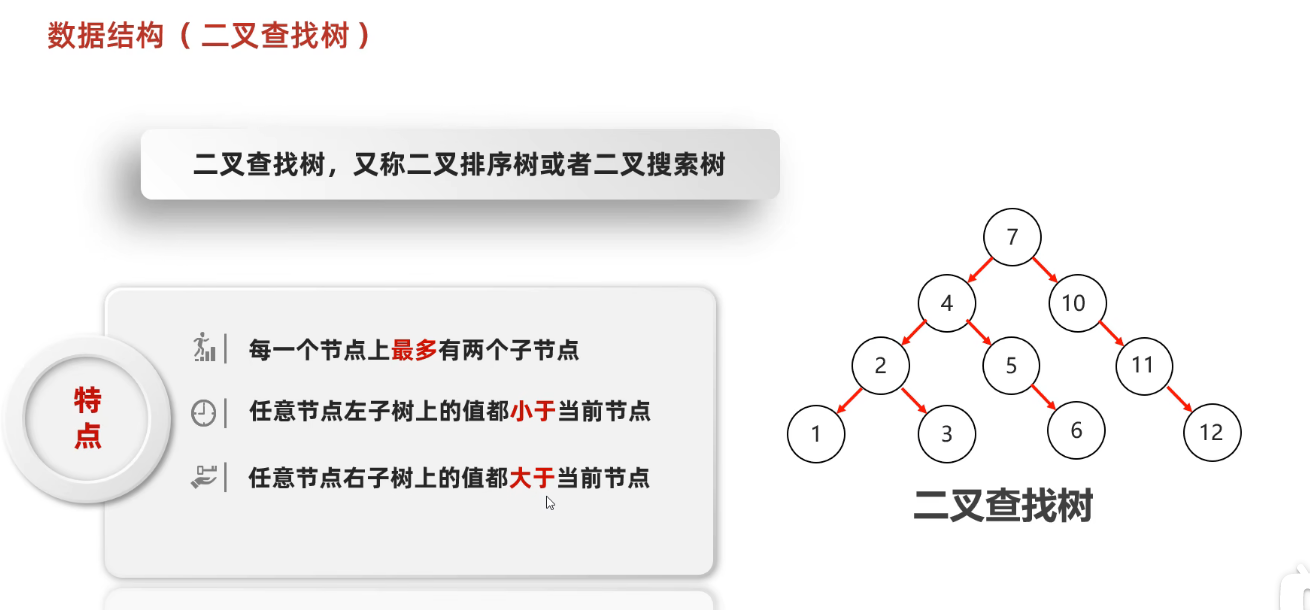 数据结构（二叉查找树）
二叉查找树，又称二叉排序树或者二叉搜索树
特
点
每一个节点上最多有两个子节点
任意节点左子树上的值都小于当前节点
任意节点右子树上的值都大于当前节点
7
4
10
2
5
11
1
3
6
12
二叉查找树